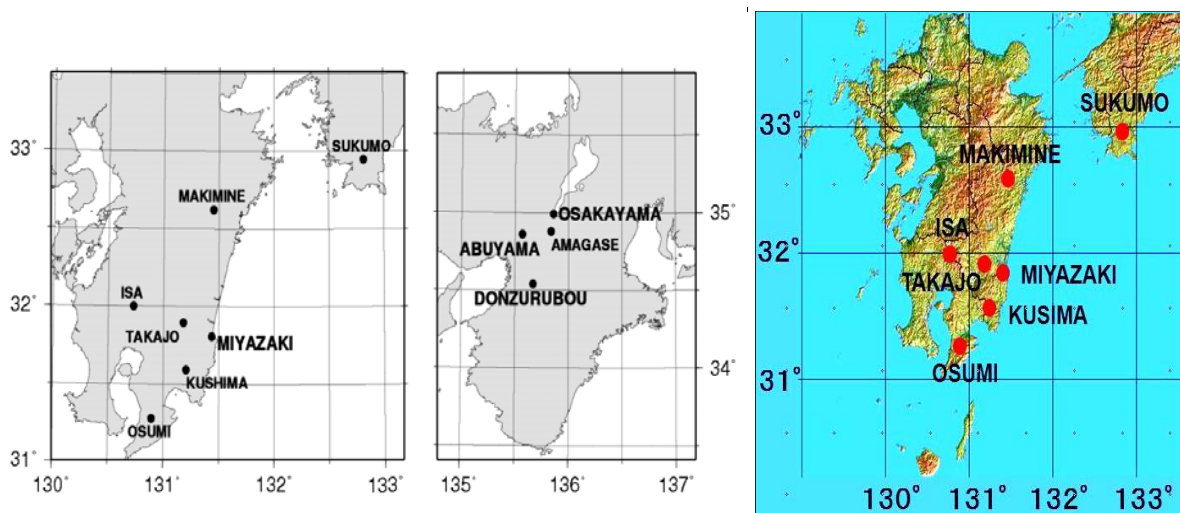 SUKUMO
33°
MAKIMINE
ISA
32°
TAKAJO
MIYAZAKI
KUSHIMA
OSUMI
31°
130°
131°
132°
133°
OSAKAYAMA
35°
ABUYAMA
AMAGASE
DONZURUBOU
34°
135°
136°
137°
SUKUMO
33°
MAKIMINE
ISA
32°
TAKAJO
MIYAZAKI
KUSIMA
31°
OSUMI
130°
131°
132°
133°